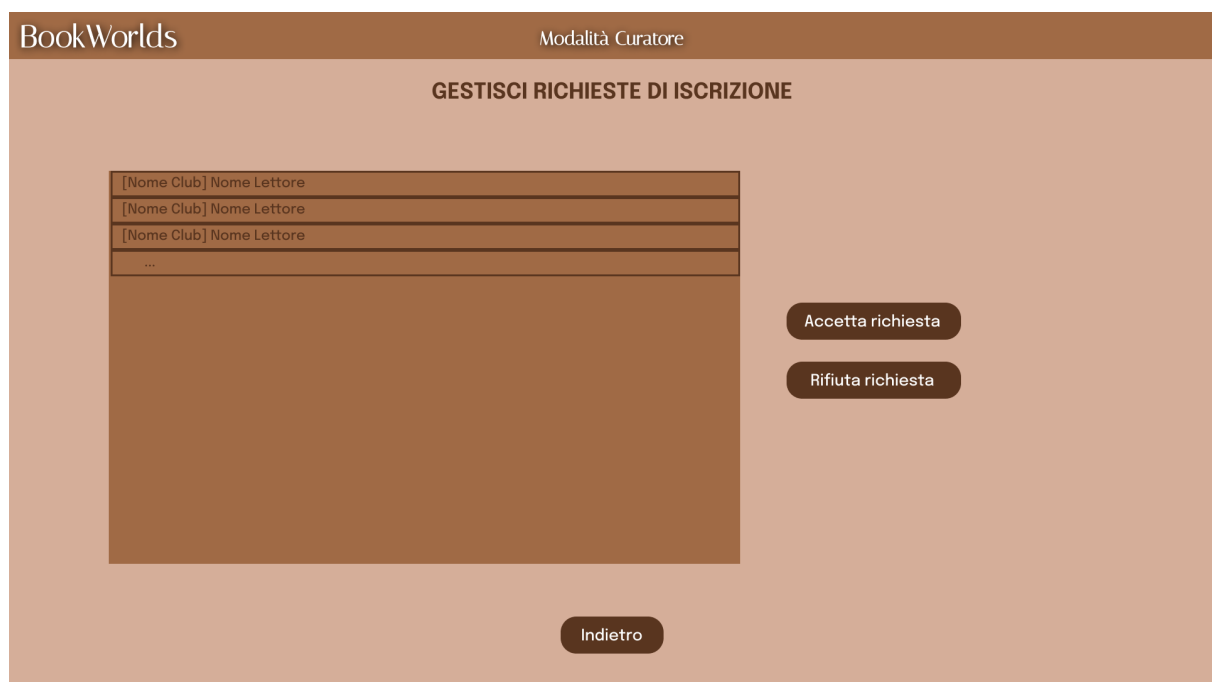 BookWorlds
Modalità Curatore
GESTISCI RICHIESTE DI ISCRIZIONE
[Nome Club] Nome Lettore
[Nome Club] Nome Lettore
[Nome Club] Nome Lettore
...
Accetta richiesta
Rifiuta richiesta
Indietro